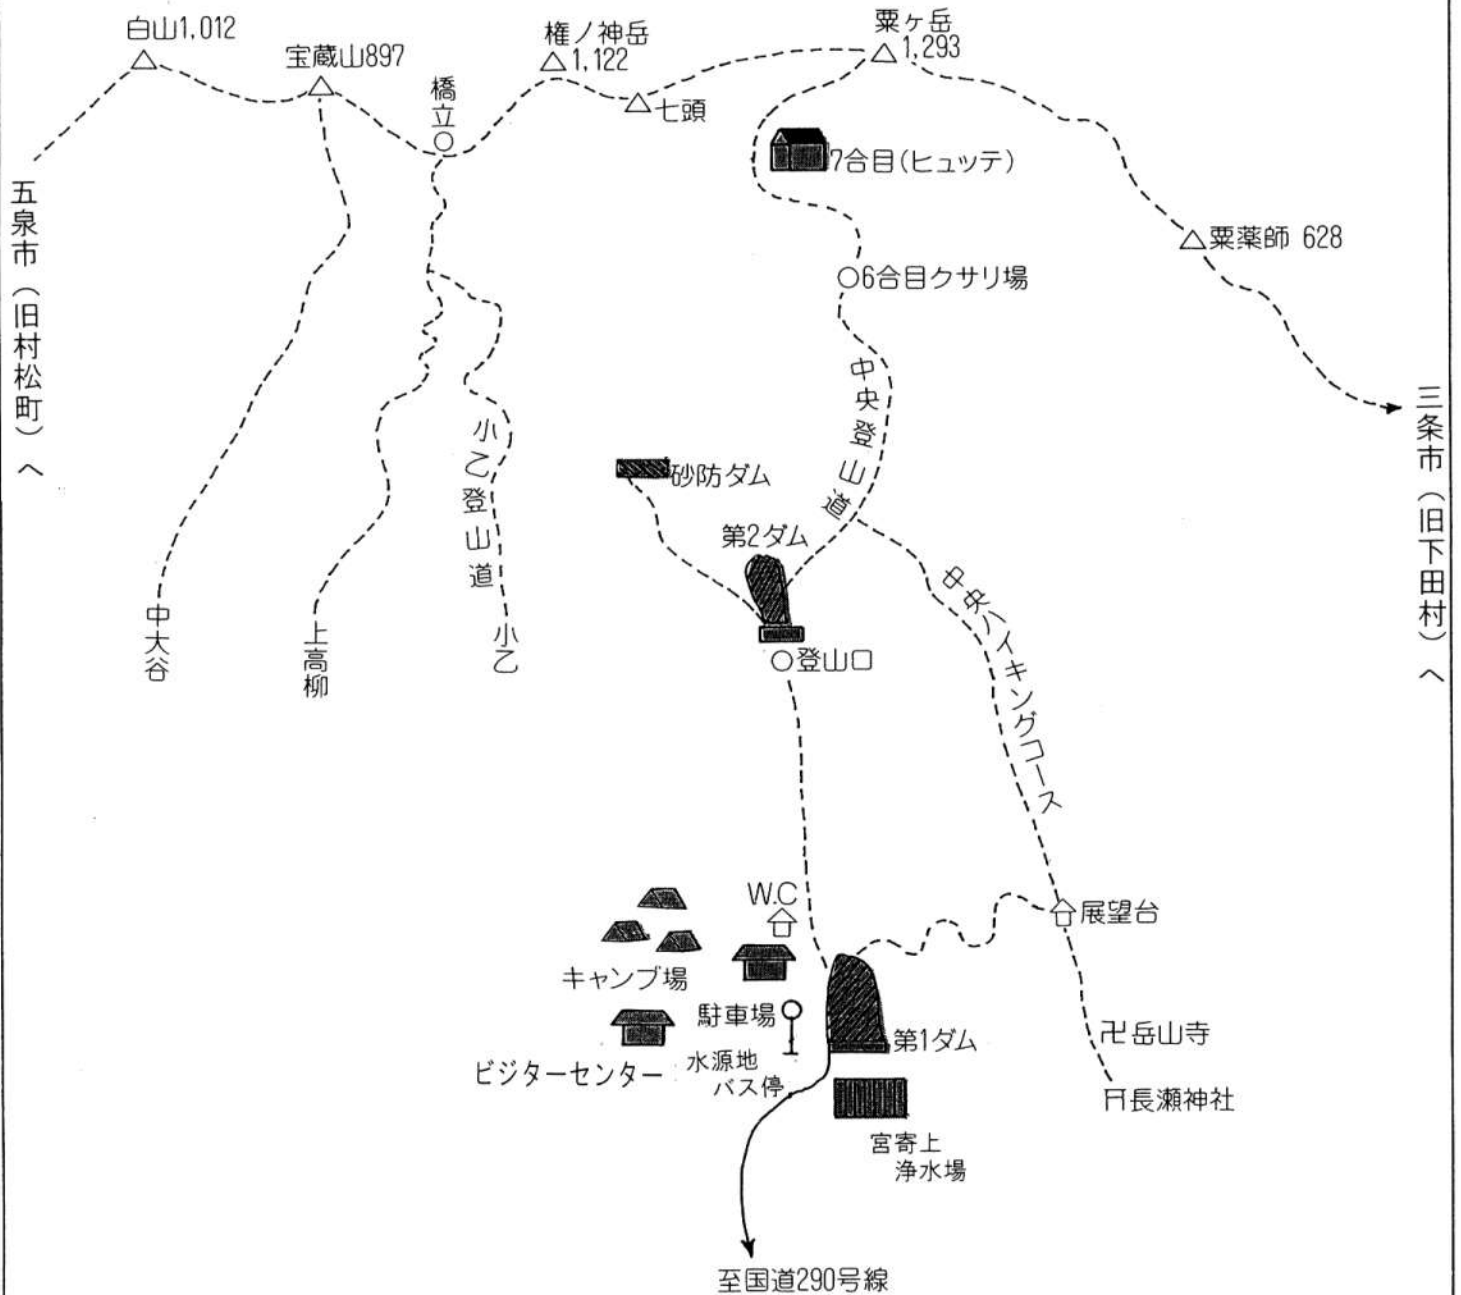 白山1,012
宝蔵山897
橋立
権ノ神岳
1,122
七頭
粟ヶ岳
1,293
7合目(ヒュッテ)
粟薬師 628
6合目クサリ場
五泉市(旧村松町)へ
三条市(旧下田村)へ
中央登山道
小乙登山道
砂防ダム
第2ダム
登山口
中央ハイキングコース
中大谷
上高柳
小乙
W.C
展望台
キャンプ場
駐車場
第1ダム
卍岳山寺
水源地
バス停
ビジターセンター
長瀬神社
宮寄上
浄水場
至国道290号線